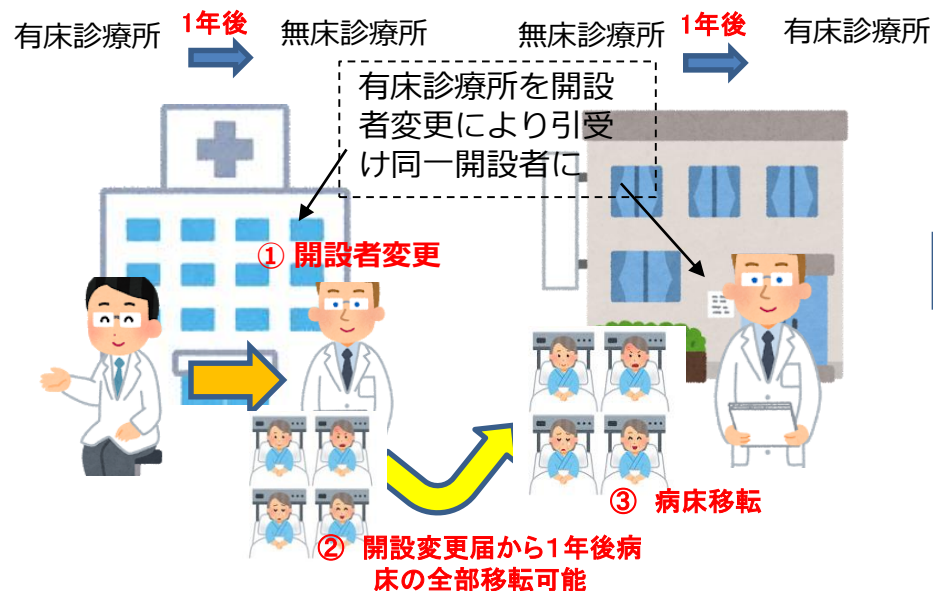 有床診療所
1年後
無床診療所
無床診療所
1年後
有床診療所
有床診療所を開設
者変更により引受
け同一開設者に
① 開設者変更
③ 病床移転
② 開設変更届から1年後病
床の全部移転可能